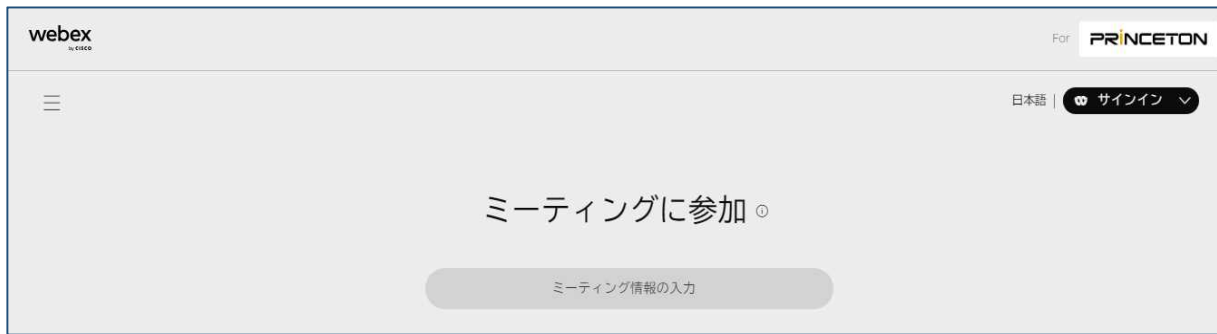 webex
by CISCO
For PRINCETON
日本語 | サインイン
ミーティングに参加
ミーティング情報の入力